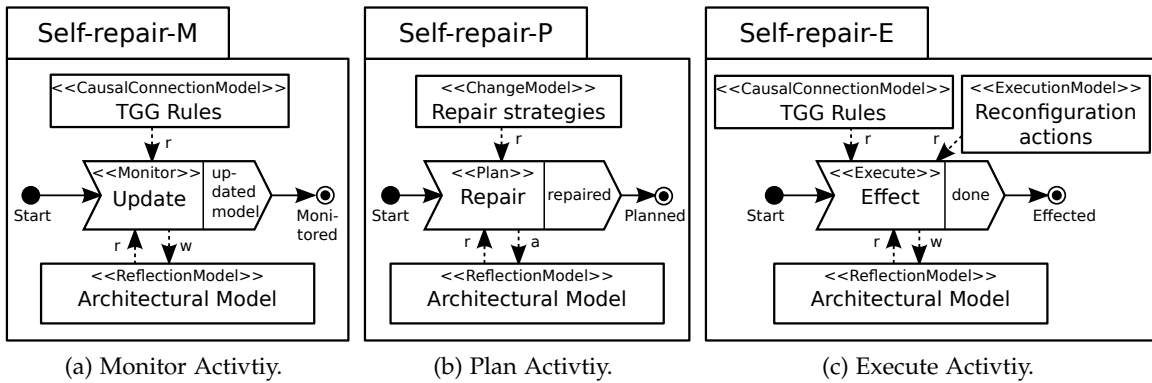 Self-repair-M
<<CausalConnectionModel>>
TGG Rules
r
<<Monitor>>
Update
up-
dated
model
Start
Moni-
tored
r
w
<<ReflectionModel>>
Architectural Model
(a) Monitor Activtiy.
Self-repair-P
<<ChangeModel>>
Repair strategies
r
<<Plan>>
Repair
repaired
Start
Planned
r
a
<<ReflectionModel>>
Architectural Model
(b) Plan Activtiy.
Self-repair-E
<<CausalConnectionModel>>
TGG Rules
<<ExecutionModel>>
Reconfiguration
actions
r
r
<<Execute>>
Effect
done
Start
Effected
r
w
<<ReflectionModel>>
Architectural Model
(c) Execute Activtiy.